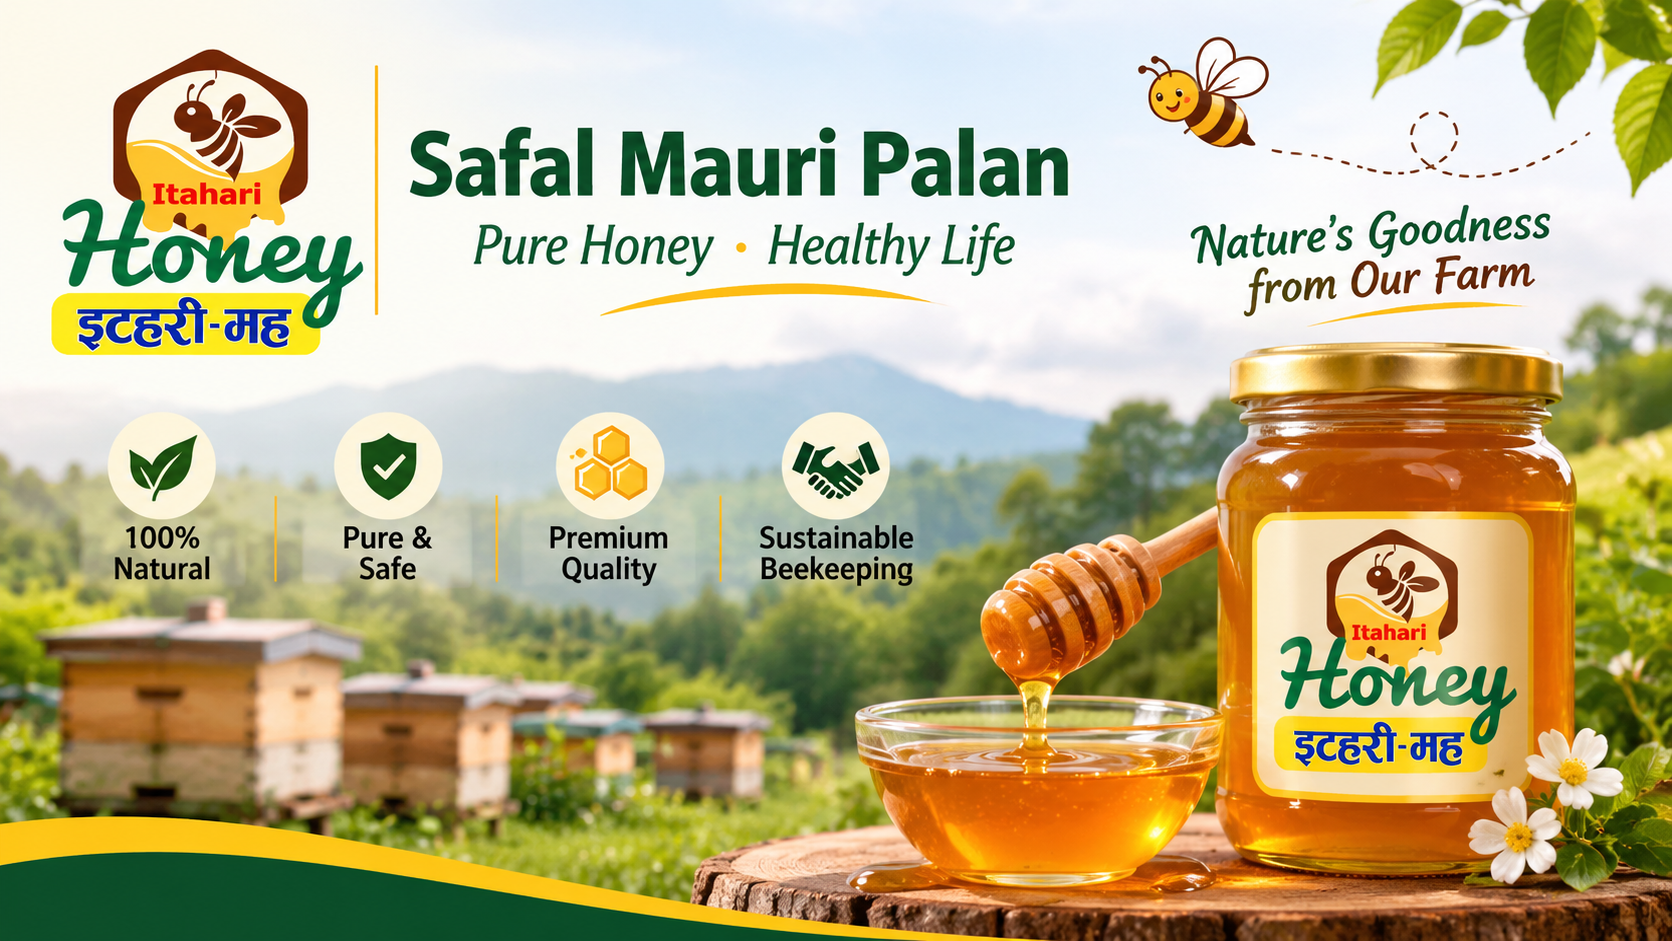 Itahari
Honey
इटहरी-मह
Safal Mauri Palan
Pure Honey • Healthy Life
Nature's Goodness
from Our Farm
100%
Natural
Pure &
Safe
Premium
Quality
Sustainable
Beekeeping
Itahari
Honey
इटहरी-मह